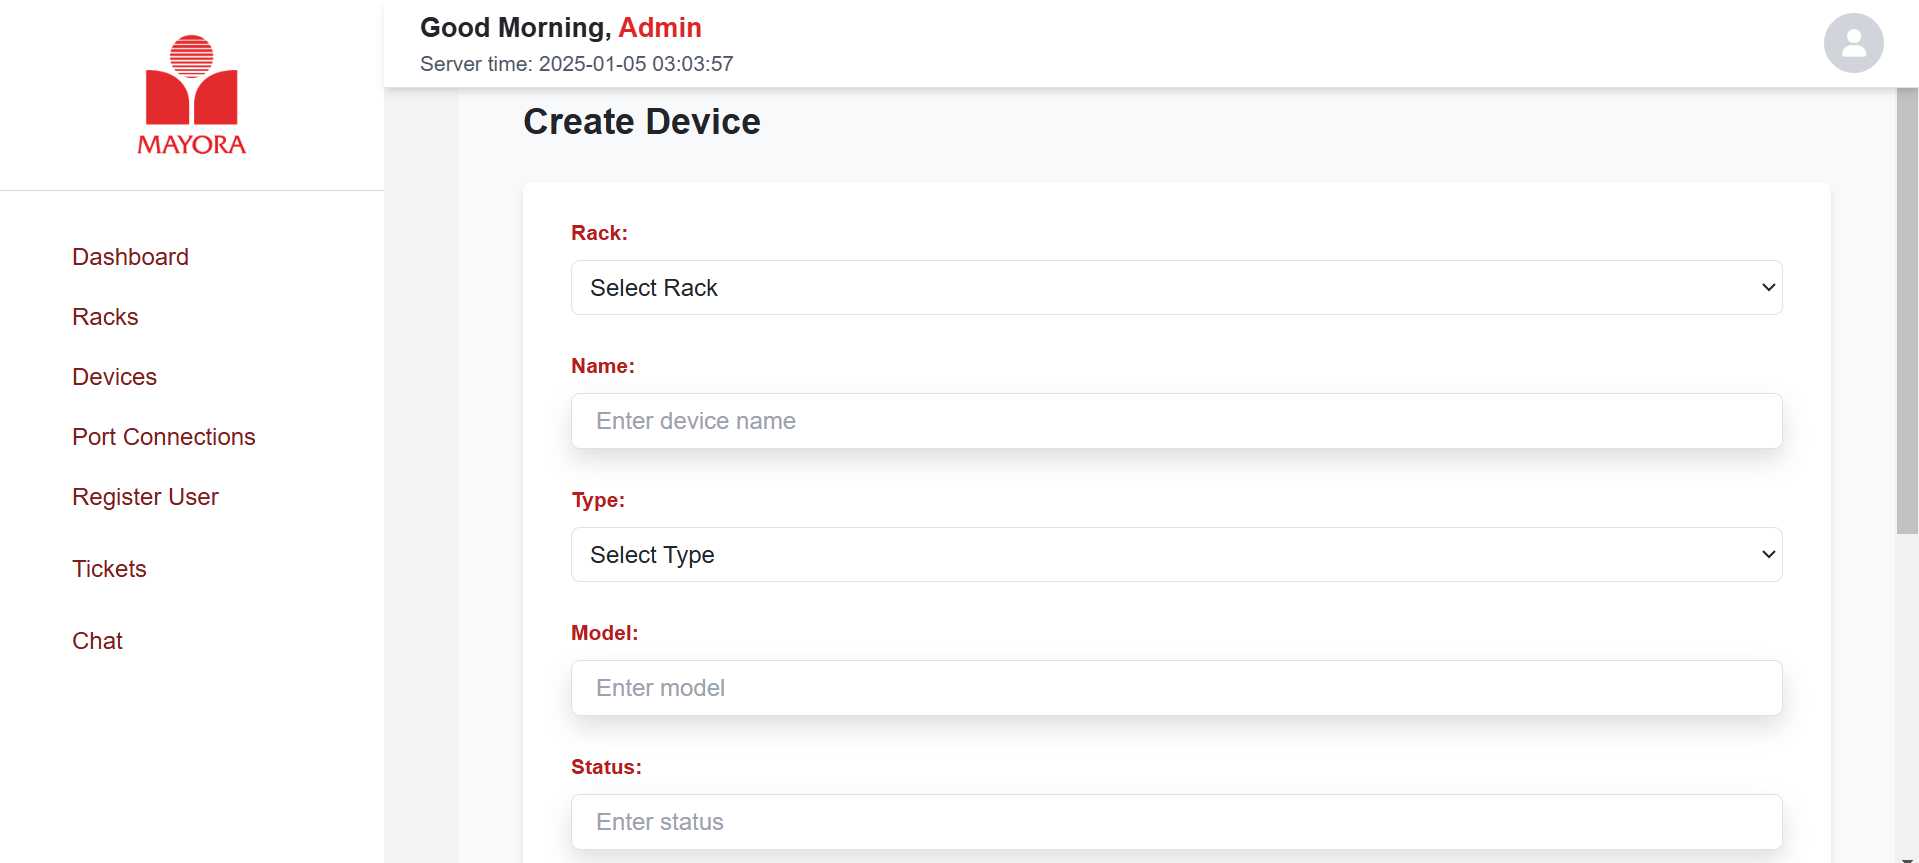 MAYORA
Dashboard
Racks
Devices
Port Connections
Register User
Tickets
Chat
Good Morning, Admin
Server time: 2025-01-05 03:03:57
Create Device
Rack:
Select Rack
Name:
Enter device name
Type:
Select Type
Model:
Enter model
Status:
Enter status